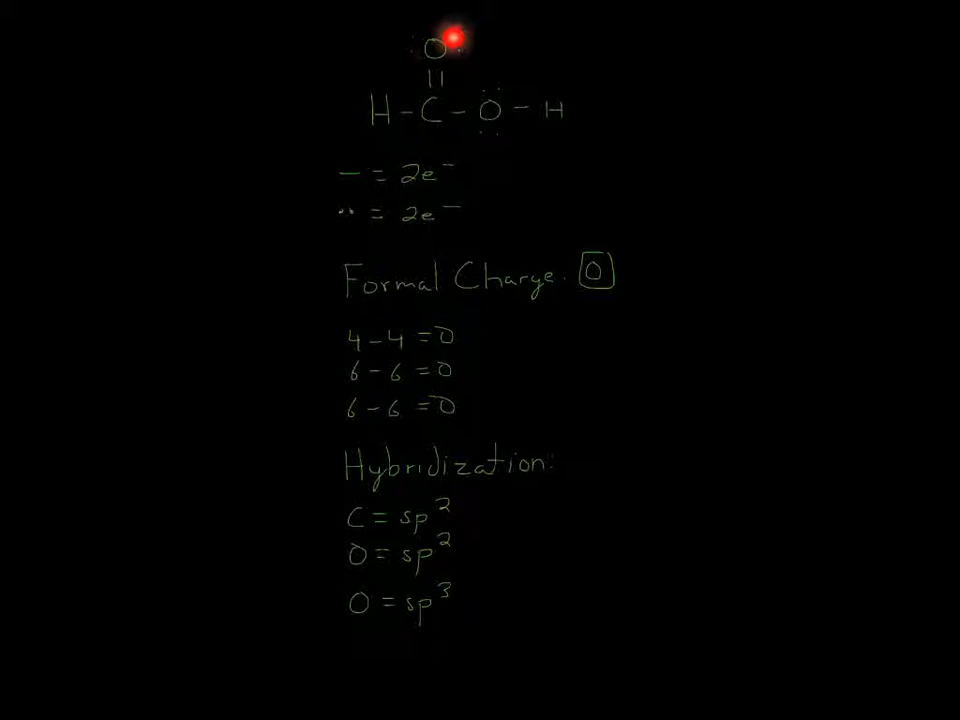 O
||
H - C - O - H
— = 2e⁻
·· = 2e⁻
Formal Charge. 0
4 - 4 = 0
6 - 6 = 0
6 - 6 = 0
Hybridization:
C = sp²
O = sp²
O = sp³